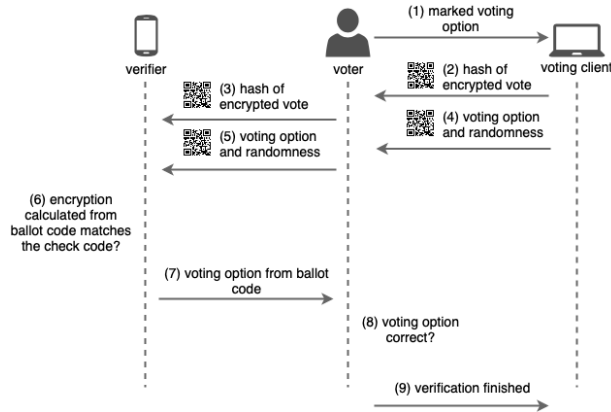 (1) marked voting
option
verifier
voter
voting client
(2) hash of
encrypted vote
(3) hash of
encrypted vote
(4) voting option
and randomness
(5) voting option
and randomness
(6) encryption
calculated from
ballot code matches
the check code?
(7) voting option from ballot
code
(8) voting option
correct?
(9) verification finished